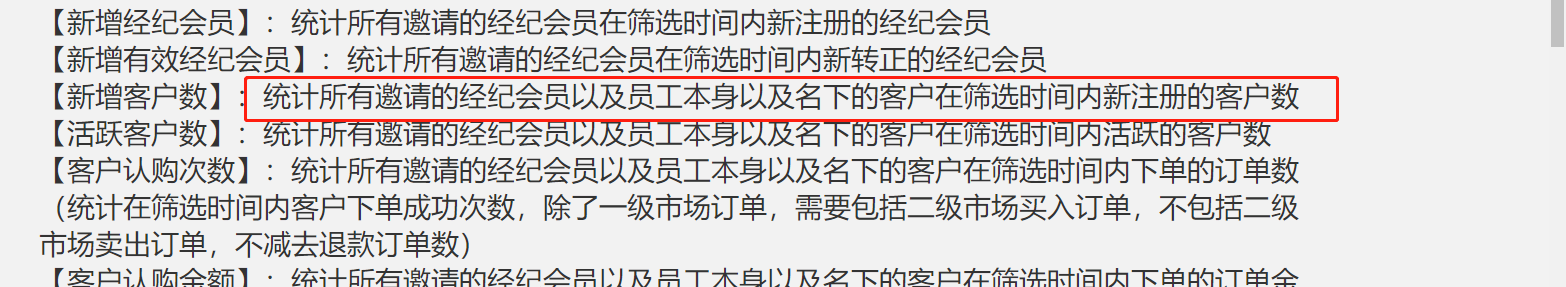 【新增经纪会员】：统计所有邀请的经纪会员在筛选时间内新注册的经纪会员
【新增有效经纪会员】：统计所有邀请的经纪会员在筛选时间内新转正的经纪会员
【新增客户数】：统计所有邀请的经纪会员以及员工本身以及名下的客户在筛选时间内新注册的客户数
【活跃客户数】：统计所有邀请的经纪会员以及员工本身以及名下的客户在筛选时间内活跃的客户数
【客户认购次数】：统计所有邀请的经纪会员以及员工本身以及名下的客户在筛选时间内下单的订单数
（统计在筛选时间内客户下单成功次数，除了一级市场订单，需要包括二级市场买入订单，不包括二级
市场卖出订单，不减去退款订单数）
【客户认购金额】：统计所有邀请的经纪会员以及员工本身以及名下的客户在筛选时间内下单的订单金